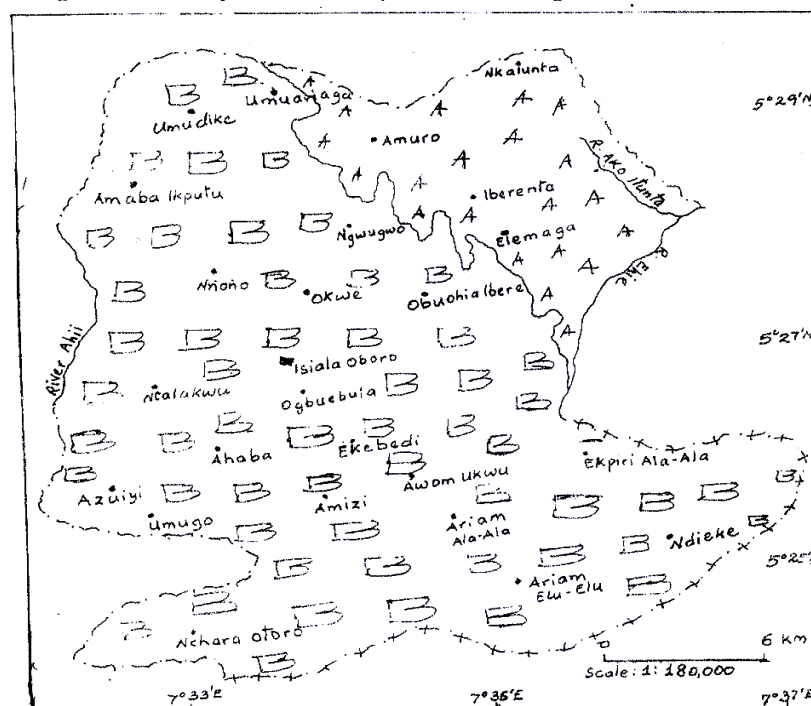 Nkalunta
5°29'N
Umuariaga
Umudike
Amuro
R. AKO Itunta
Amaba Ikputu
Iberenta
Ngwugwo
Elemaga
R. Ehie
Nnono
Okwe
Obuohia Ibere
River Ahii
5°27'N
Isiala Oboro
Ntalakwu
Ogbuebula
Ahaba
Ekebedi
Ekpiri Ala-Ala
Azuiyi
Awom ukwu
Umugo
Amizi
Ariam
Ala-Ala
Ndieke
5°25'
Ariam
Elu-Elu
Nchara otoro
0
6 km
Scale: 1: 180,000
7°33'E
7°35'E
7°37'E
A
B